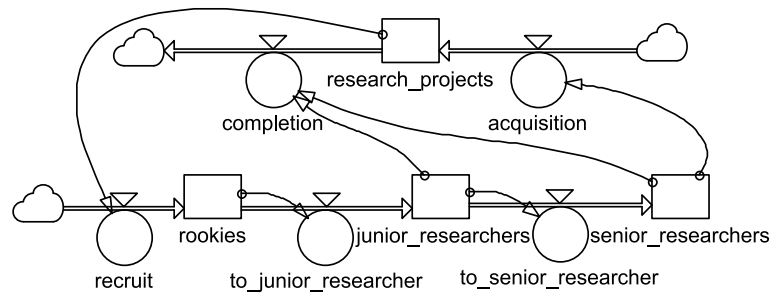 research_projects
completion
acquisition
rookies
junior_researchers
senior_researchers
recruit
to_junior_researcher
to_senior_researcher